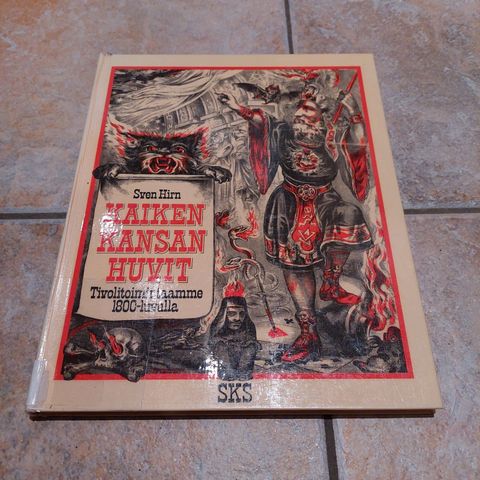 Sven Hirn
KAIKEN
KANSAN
HUVIT
Tivolitoimintaamme
1800-luvulla
SKS